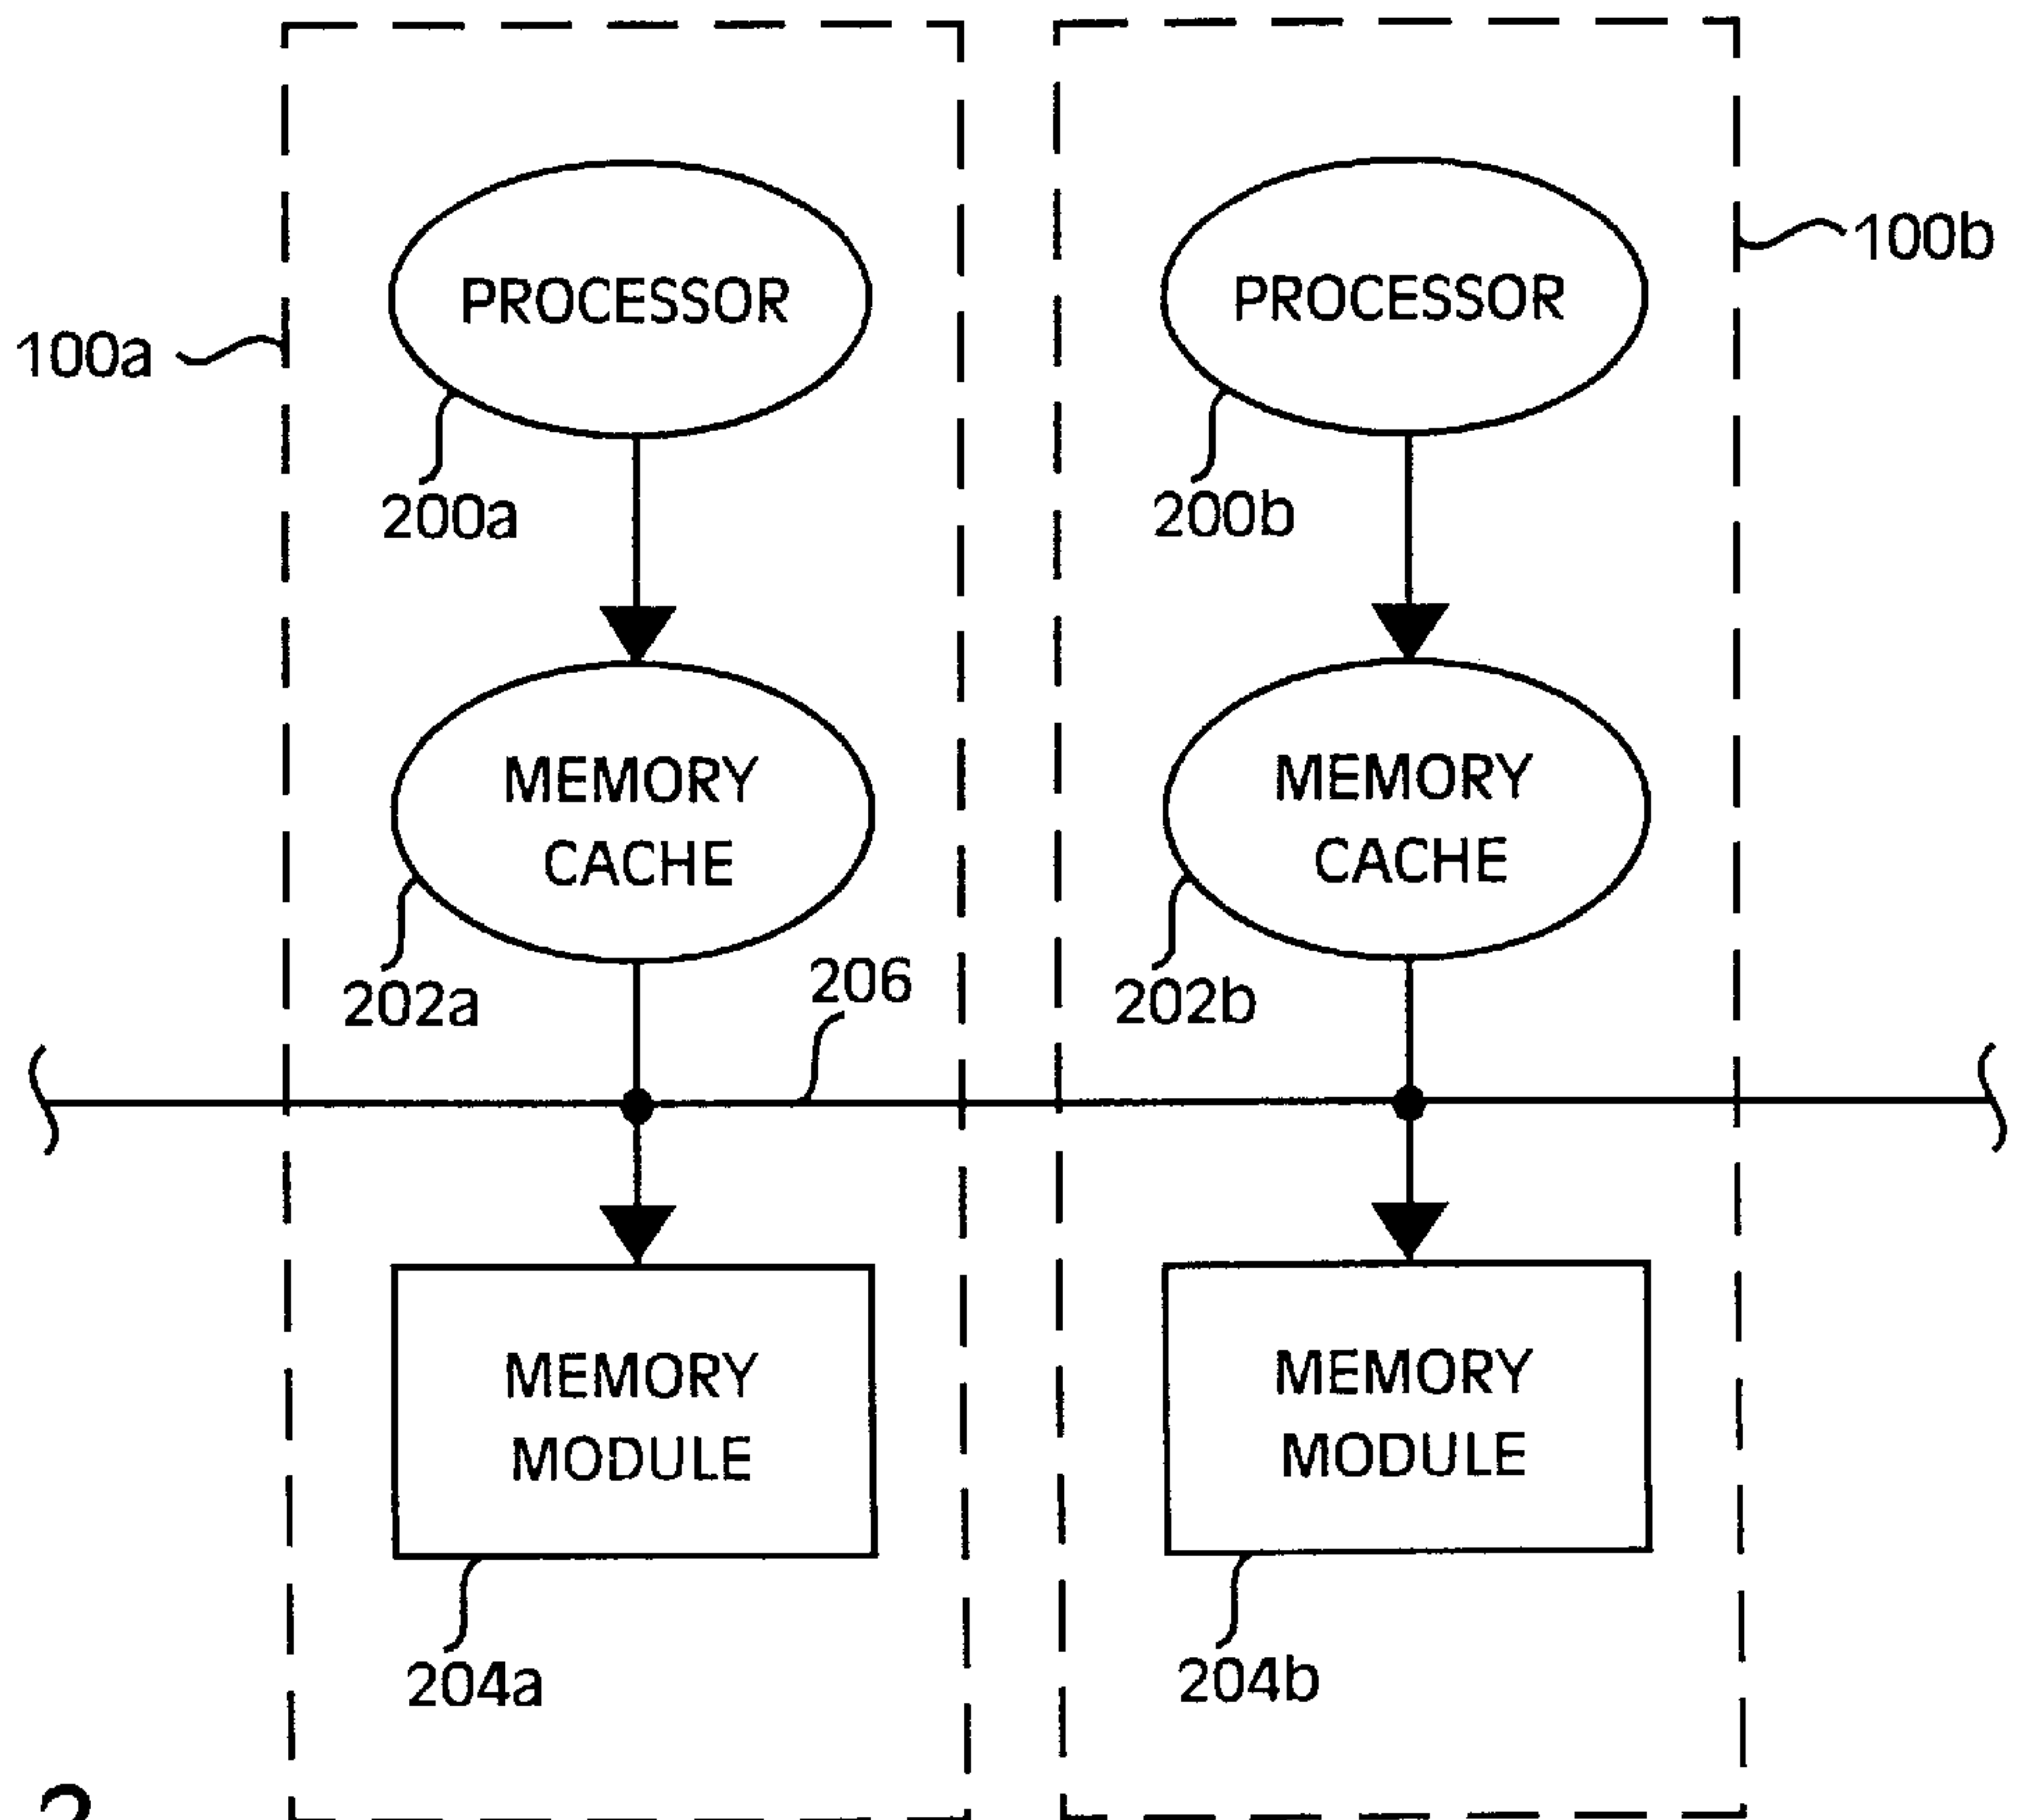 100a
PROCESSOR
200a
MEMORY
CACHE
202a
206
MEMORY
MODULE
204a
100b
PROCESSOR
200b
MEMORY
CACHE
202b
MEMORY
MODULE
204b